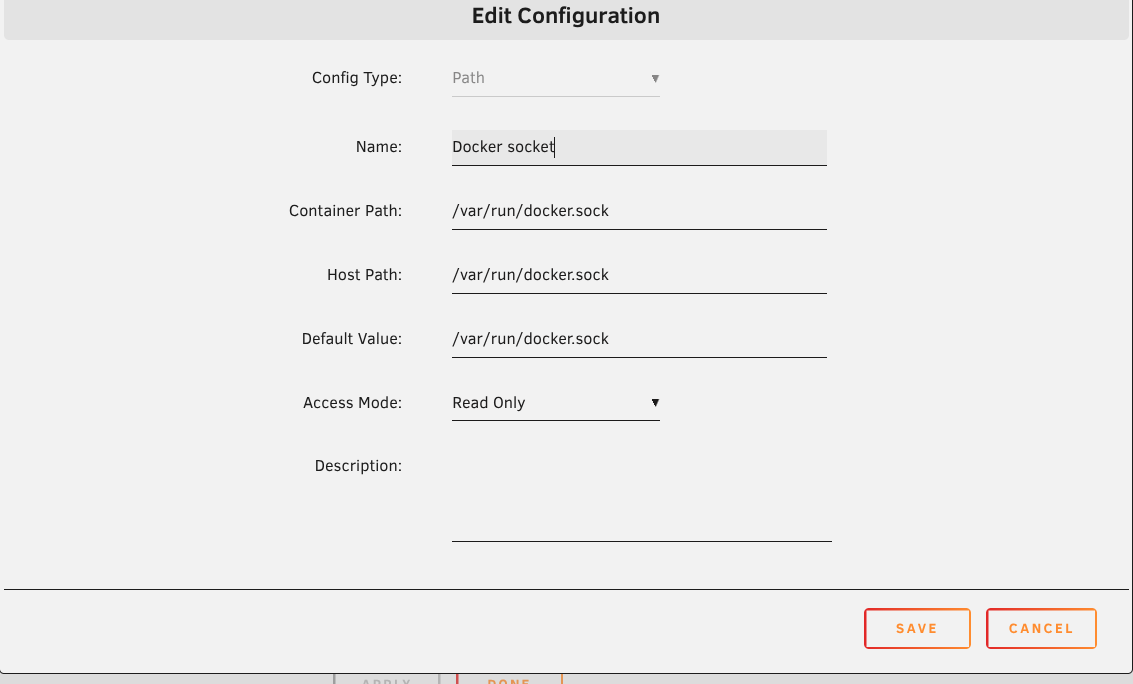 Edit Configuration
Config Type: Path
Name: Docker socket
Container Path: /var/run/docker.sock
Host Path: /var/run/docker.sock
Default Value: /var/run/docker.sock
Access Mode: Read Only
Description:
SAVE CANCEL
APPLY DONE